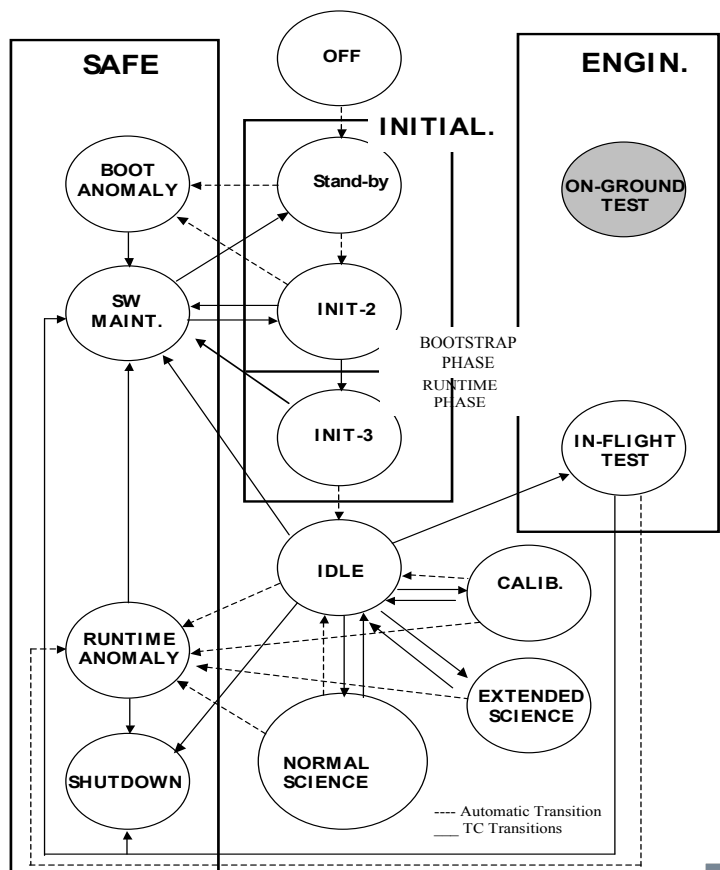 OFF
SAFE
ENGIN.
INITIAL.
BOOT
ANOMALY
Stand-by
ON-GROUND
TEST
SW
MAINT.
INIT-2
BOOTSTRAP
PHASE
RUNTIME
PHASE
INIT-3
IN-FLIGHT
TEST
IDLE
CALIB.
RUNTIME
ANOMALY
EXTENDED
SCIENCE
NORMAL
SCIENCE
SHUTDOWN
---- Automatic Transition
___ TC Transitions